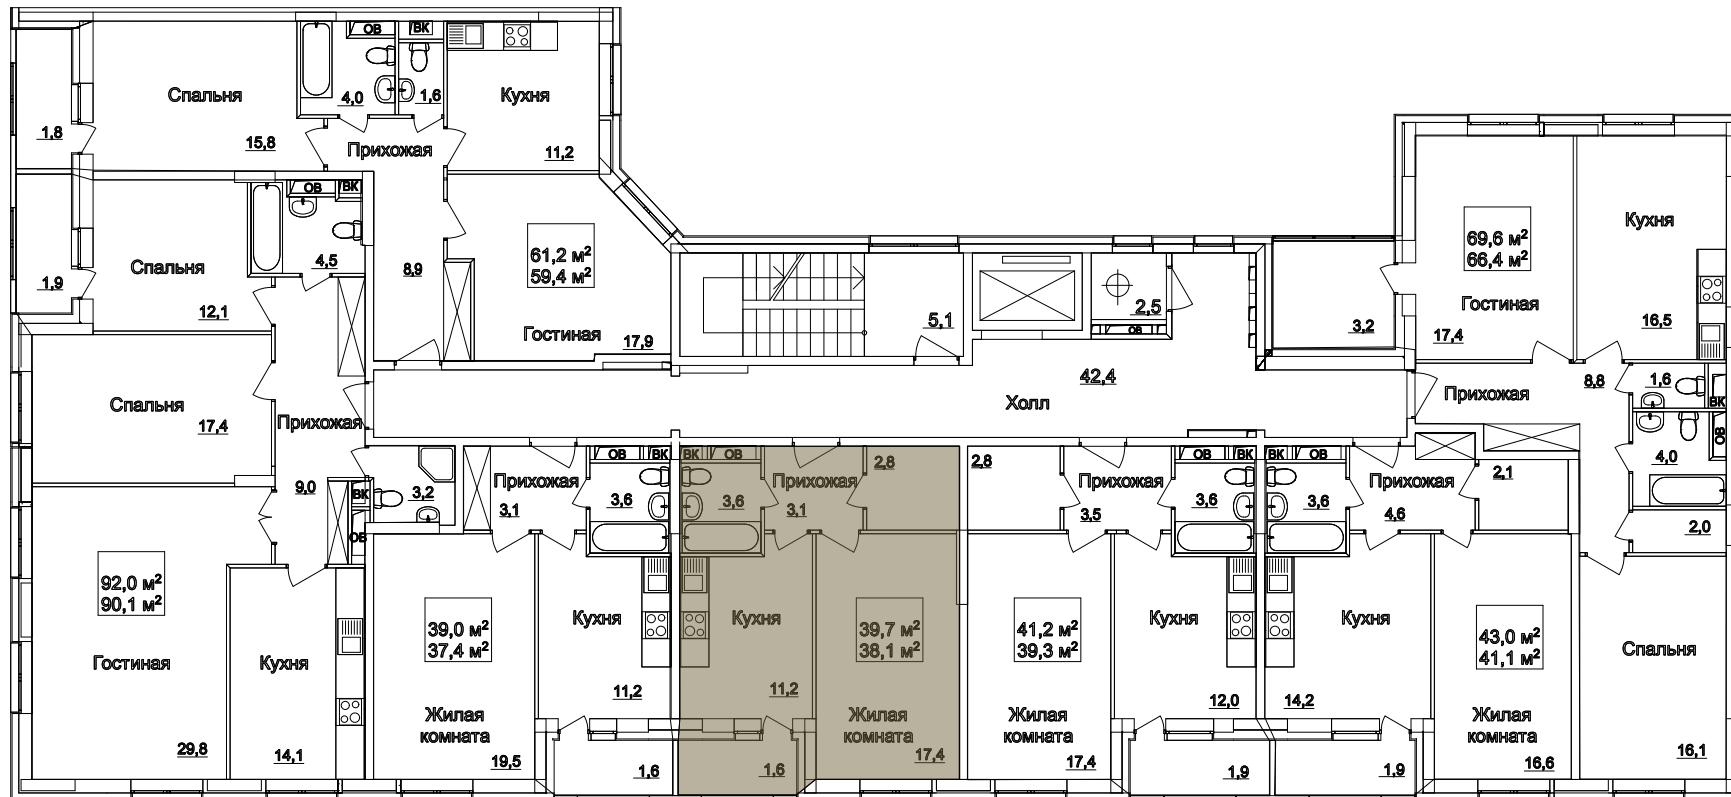 ОВ
ВК
Спальня
4,0
1,6
Кухня
1,8
15,8
Прихожая
11,2
ОВ
ВК
Спальня
4,5
1,9
12,1
8,9
61,2 м²
59,4 м²
Гостиная
17,9
5,1
2,5
ОВ
3,2
69,6 м²
66,4 м²
Гостиная
17,4
Кухня
16,5
Спальня
17,4
Прихожая
42,4
Холл
Прихожая
8,8
1,6
ВК
ОВ
4,0
2,0
9,0
ВК
ОВ
3,2
Прихожая
3,1
ОВ
ВК
3,6
ВК
ОВ
3,6
Прихожая
3,1
2,8
2,8
Прихожая
3,5
ОВ
ВК
3,6
ВК
ОВ
3,6
Прихожая
4,6
2,1
92,0 м²
90,1 м²
Гостиная
29,8
Кухня
14,1
39,0 м²
37,4 м²
Жилая
комната
19,5
Кухня
11,2
1,6
Кухня
11,2
1,6
39,7 м²
38,1 м²
Жилая
комната
17,4
41,2 м²
39,3 м²
Жилая
комната
17,4
Кухня
12,0
1,9
Кухня
14,2
1,9
43,0 м²
41,1 м²
Жилая
комната
16,6
Спальня
16,1